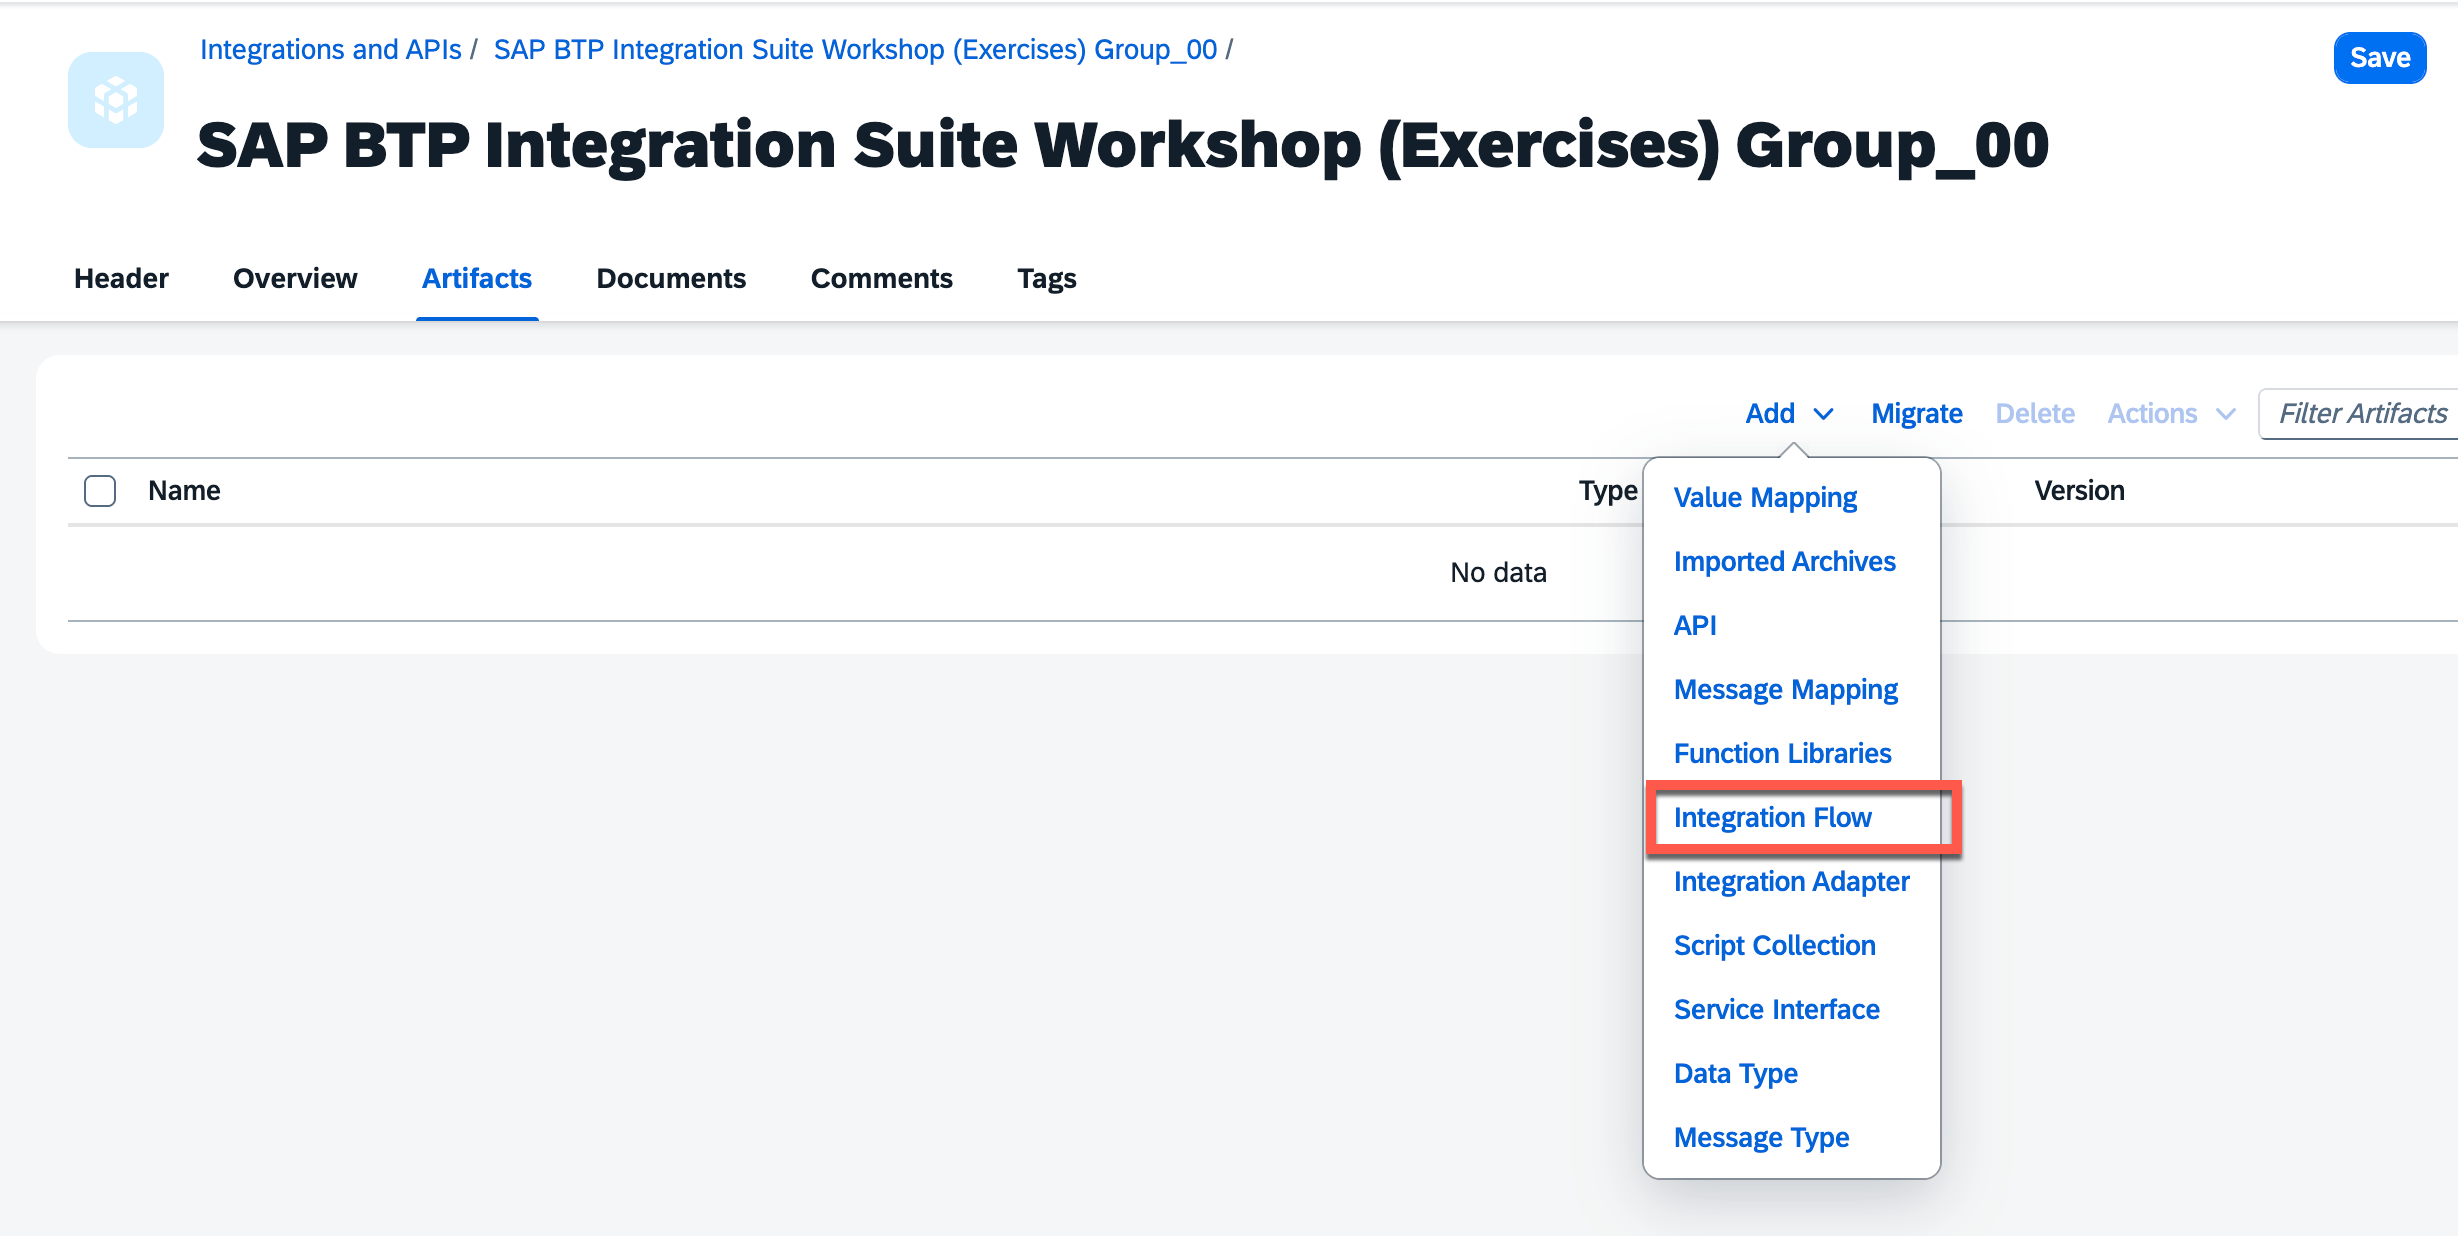 Integrations and APIs / SAP BTP Integration Suite Workshop (Exercises) Group_00 /
Save
SAP BTP Integration Suite Workshop (Exercises) Group_00
Header Overview Artifacts Documents Comments Tags
Add Migrate Delete Actions Filter Artifacts
Name Type Version
No data
Value Mapping
Imported Archives
API
Message Mapping
Function Libraries
Integration Flow
Integration Adapter
Script Collection
Service Interface
Data Type
Message Type